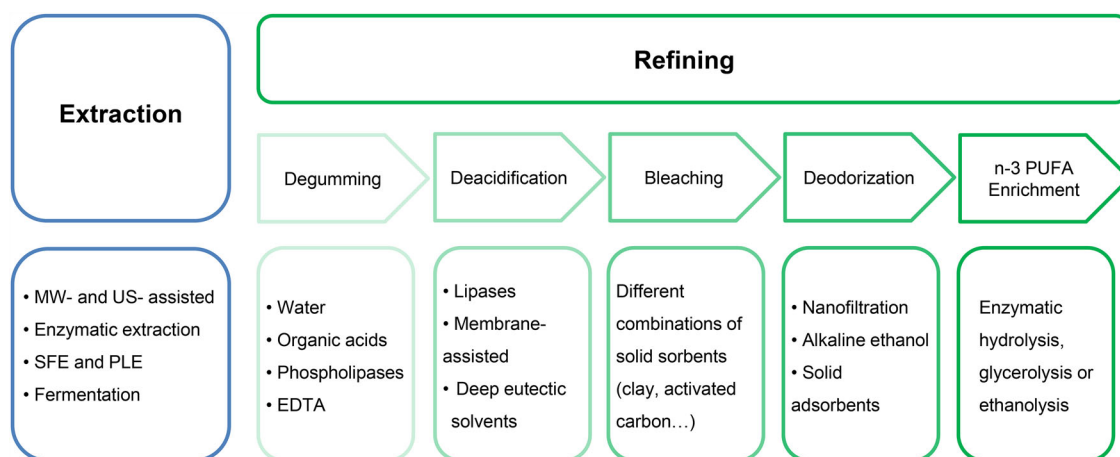 Extraction
Refining
Degumming
Deacidification
Bleaching
Deodorization
n-3 PUFA
Enrichment
• MW- and US- assisted
• Enzymatic extraction
• SFE and PLE
• Fermentation
• Water
• Organic acids
• Phospholipases
• EDTA
• Lipases
• Membrane-
assisted
• Deep eutectic
solvents
Different
combinations of
solid sorbents
(clay, activated
carbon…)
• Nanofiltration
• Alkaline ethanol
• Solid
adsorbents
Enzymatic
hydrolysis,
glycerolysis or
ethanolysis